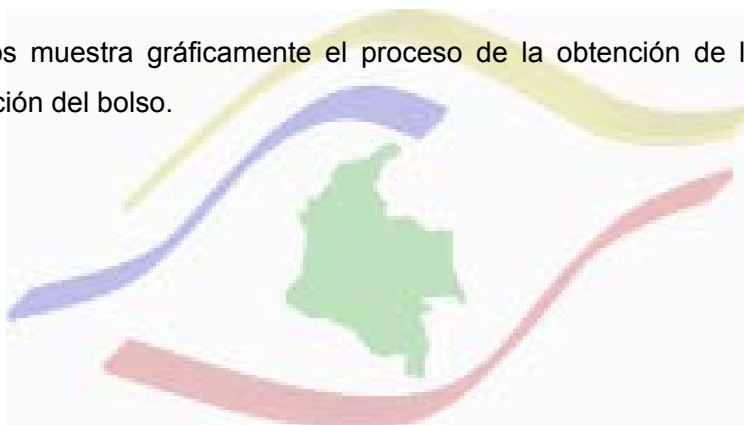 os muestra gráficamente el proceso de la obtención de l
ción del bolso.